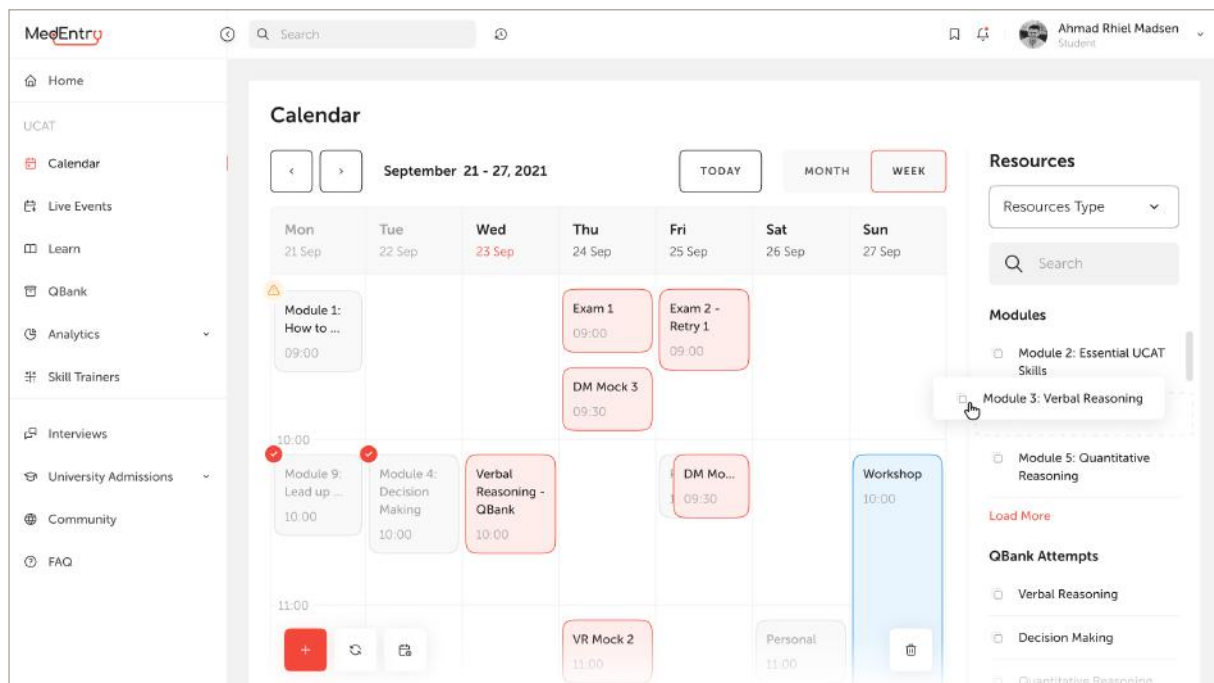 MedEntry
Search
Ahmad Rhiel Madsen
Student
Home
UCAT
Calendar
Live Events
Learn
QBank
Analytics
Skill Trainers
Interviews
University Admissions
Community
FAQ
Calendar
September 21 - 27, 2021
TODAY
MONTH
WEEK
Mon
21 Sep
Tue
22 Sep
Wed
23 Sep
Thu
24 Sep
Fri
25 Sep
Sat
26 Sep
Sun
27 Sep
Module 1:
How to ...
09:00
Exam 1
09:00
Exam 2 -
Retry 1
09:00
DM Mock 3
09:30
10:00
Module 9:
Lead up ...
10:00
Module 4:
Decision
Making
10:00
Verbal
Reasoning -
QBank
10:00
DM Mo...
09:30
Workshop
10:00
11:00
VR Mock 2
11:00
Personal
11:00
Resources
Resources Type
Search
Modules
Module 2: Essential UCAT
Skills
Module 3: Verbal Reasoning
Module 5: Quantitative
Reasoning
Load More
QBank Attempts
Verbal Reasoning
Decision Making
Quantitative Reasoning